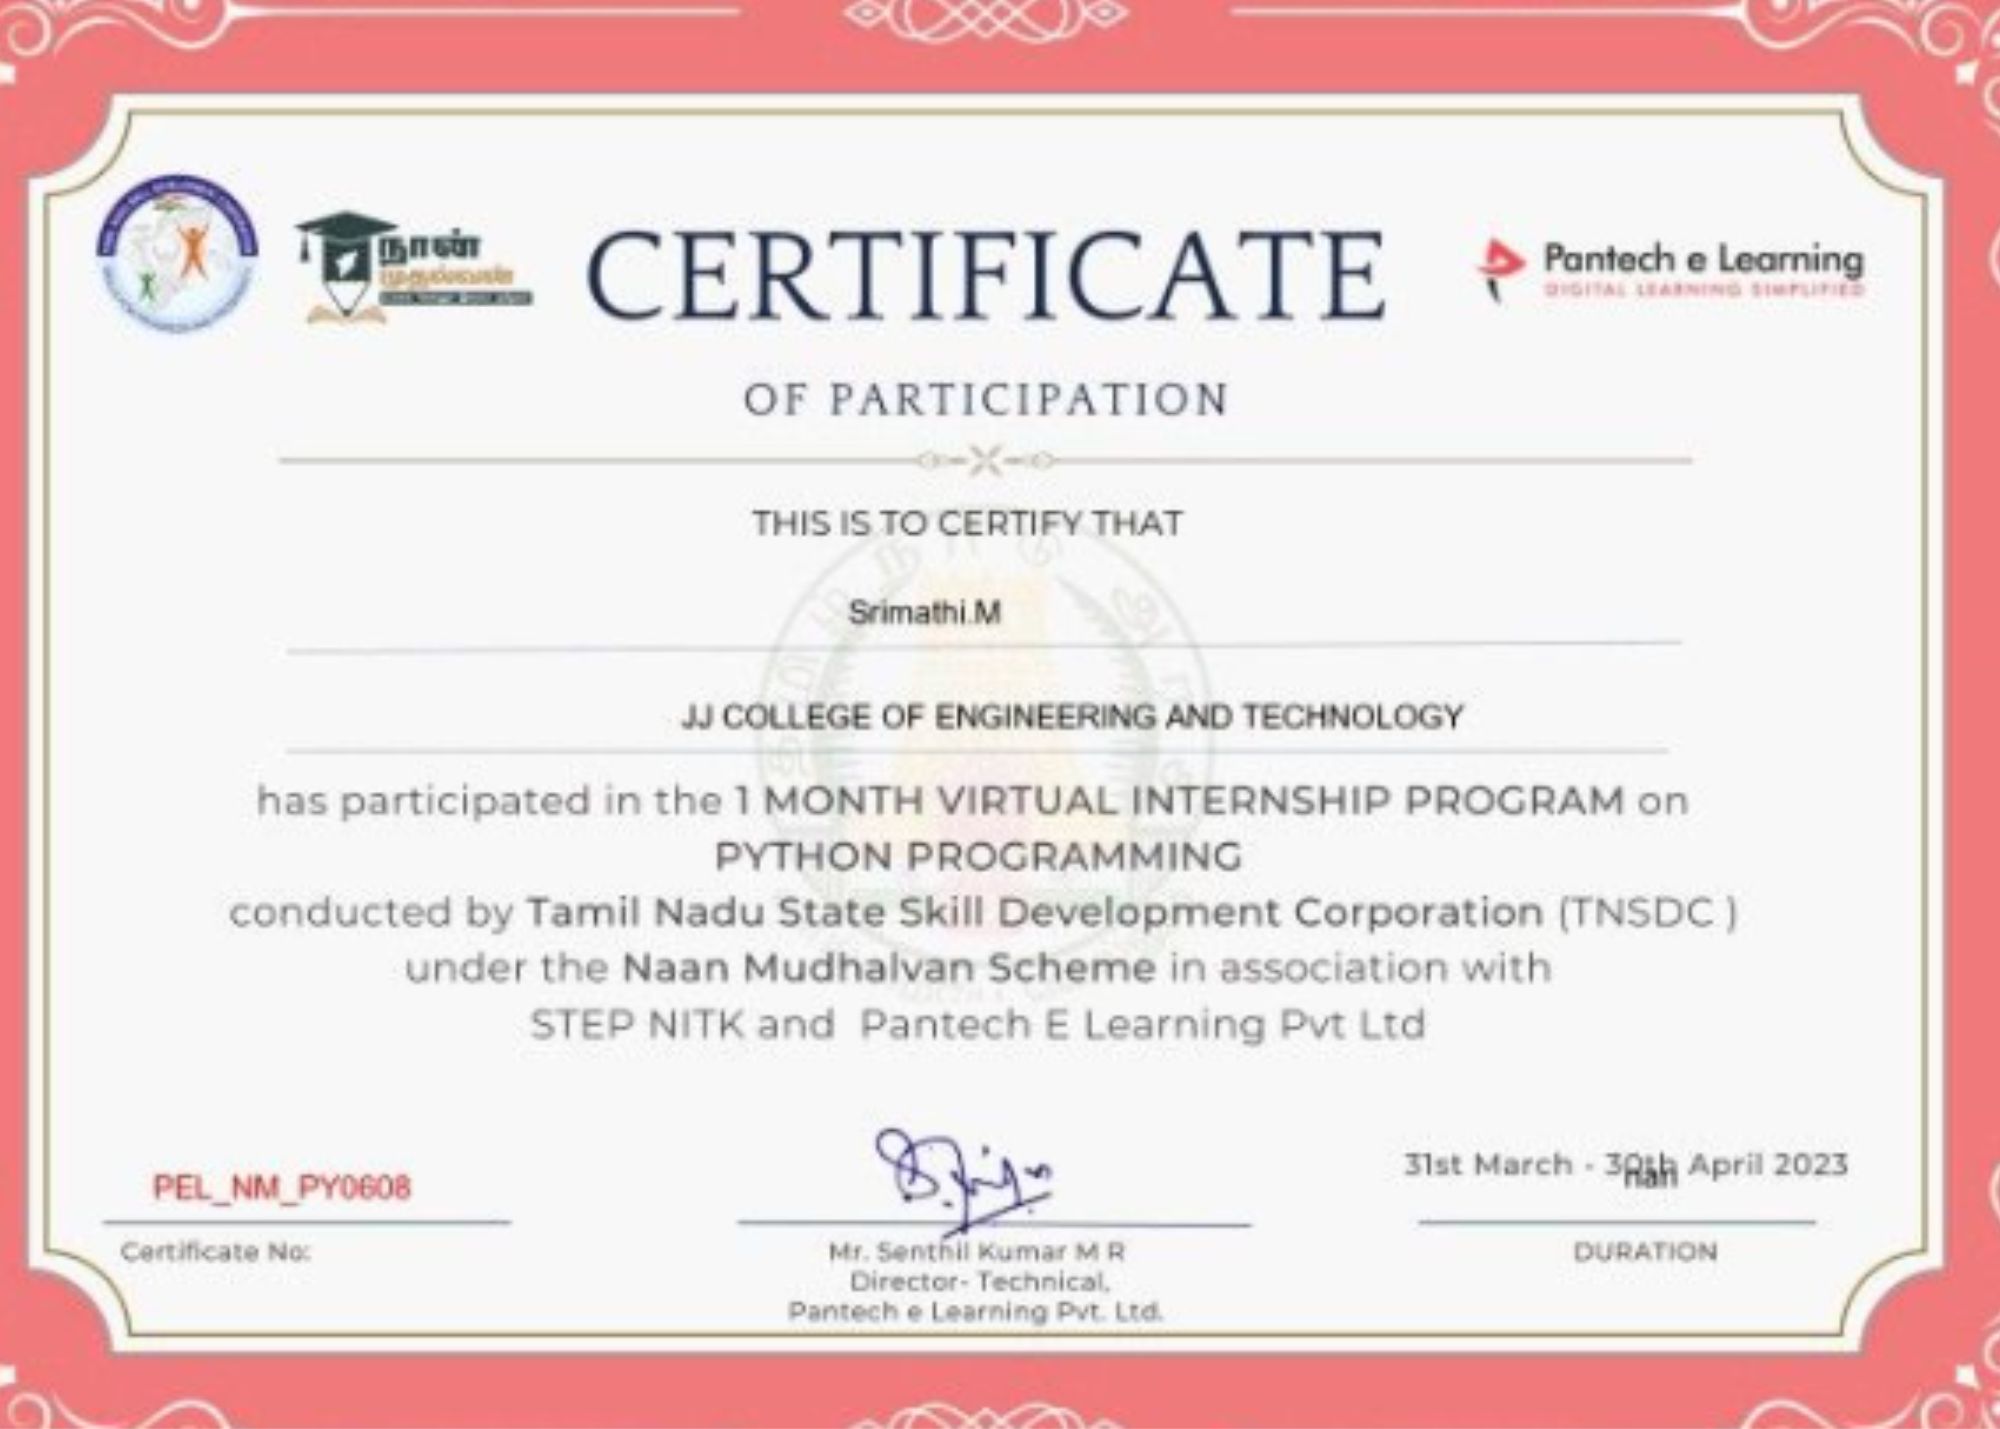 நான்
முதல்வன்
CERTIFICATE
Pantech e Learning
DIGITAL LEARNING SIMPLIFIED
OF PARTICIPATION
THIS IS TO CERTIFY THAT
Srimathi.M
JJ COLLEGE OF ENGINEERING AND TECHNOLOGY
has participated in the 1 MONTH VIRTUAL INTERNSHIP PROGRAM on
PYTHON PROGRAMMING
conducted by Tamil Nadu State Skill Development Corporation (TNSDC )
under the Naan Mudhalvan Scheme in association with
STEP NITK and Pantech E Learning Pvt Ltd
PEL_NM_PY0608
31st March - 30th April 2023
nan
Certificate No:
Mr. Senthil Kumar M R
Director- Technical,
Pantech e Learning Pvt. Ltd.
DURATION